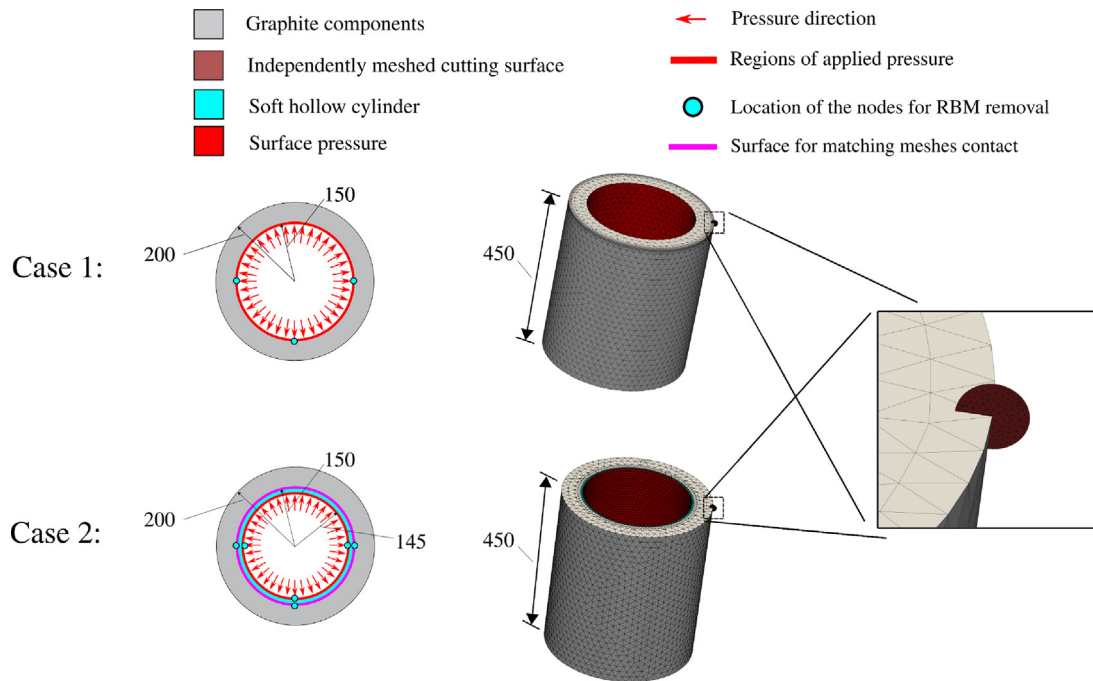 Graphite components
Independently meshed cutting surface
Soft hollow cylinder
Surface pressure
Pressure direction
Regions of applied pressure
Location of the nodes for RBM removal
Surface for matching meshes contact
Case 1:
200
150
450
Case 2:
200
150
145
450